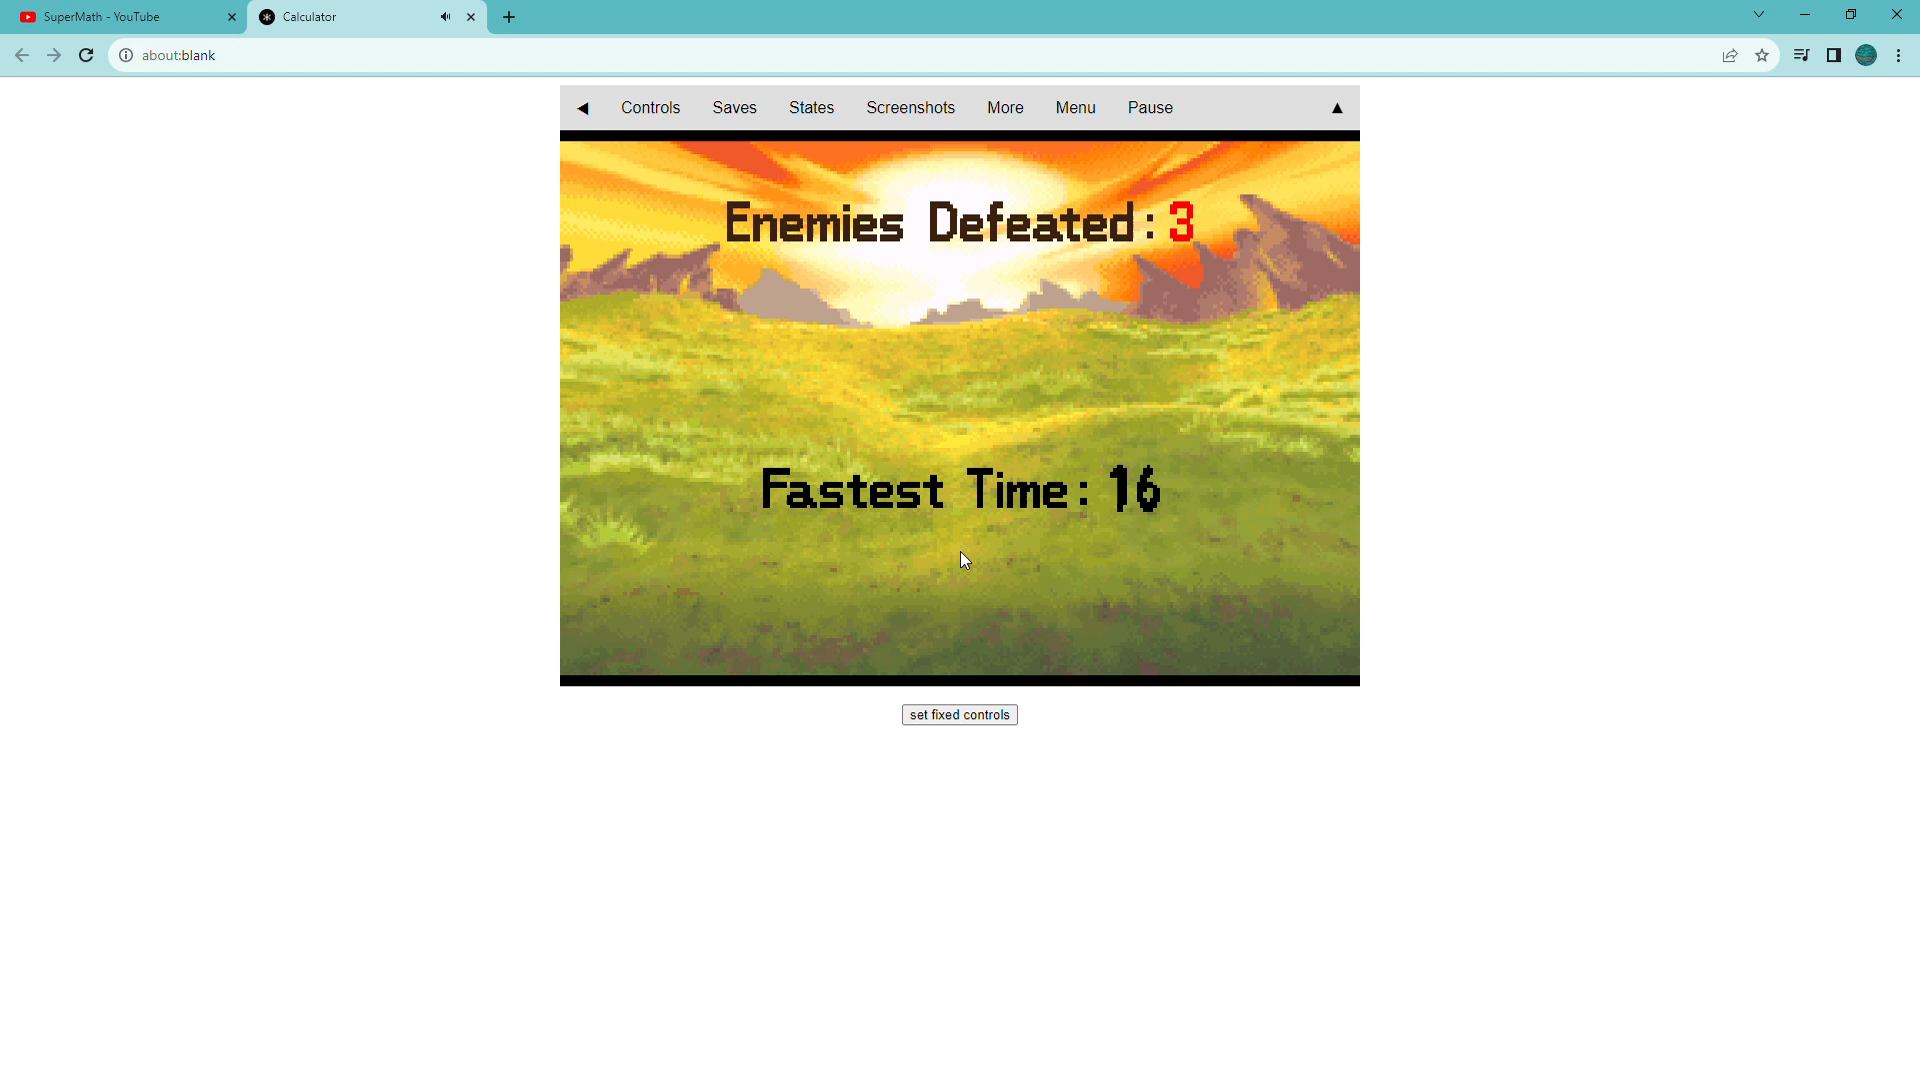 SuperMath - YouTube
Calculator
about:blank
Controls Saves States Screenshots More Menu Pause
Enemies Defeated: 3
Fastest Time: 16
set fixed controls